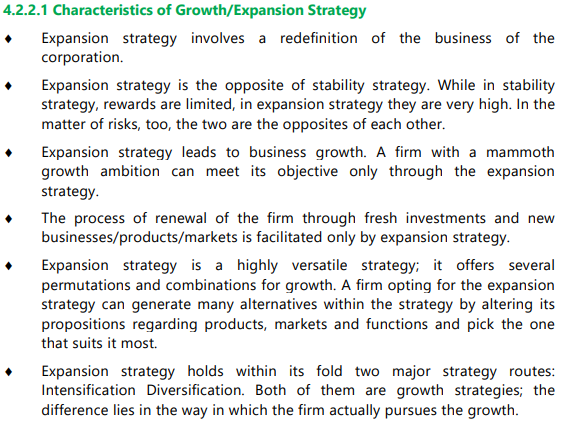 4.2.2.1 Characteristics of Growth/Expansion Strategy
♦ Expansion strategy involves a redefinition of the business of the
corporation.
♦ Expansion strategy is the opposite of stability strategy. While in stability
strategy, rewards are limited, in expansion strategy they are very high. In the
matter of risks, too, the two are the opposites of each other.
♦ Expansion strategy leads to business growth. A firm with a mammoth
growth ambition can meet its objective only through the expansion
strategy.
♦ The process of renewal of the firm through fresh investments and new
businesses/products/markets is facilitated only by expansion strategy.
♦ Expansion strategy is a highly versatile strategy; it offers several
permutations and combinations for growth. A firm opting for the expansion
strategy can generate many alternatives within the strategy by altering its
propositions regarding products, markets and functions and pick the one
that suits it most.
♦ Expansion strategy holds within its fold two major strategy routes:
Intensification Diversification. Both of them are growth strategies; the
difference lies in the way in which the firm actually pursues the growth.